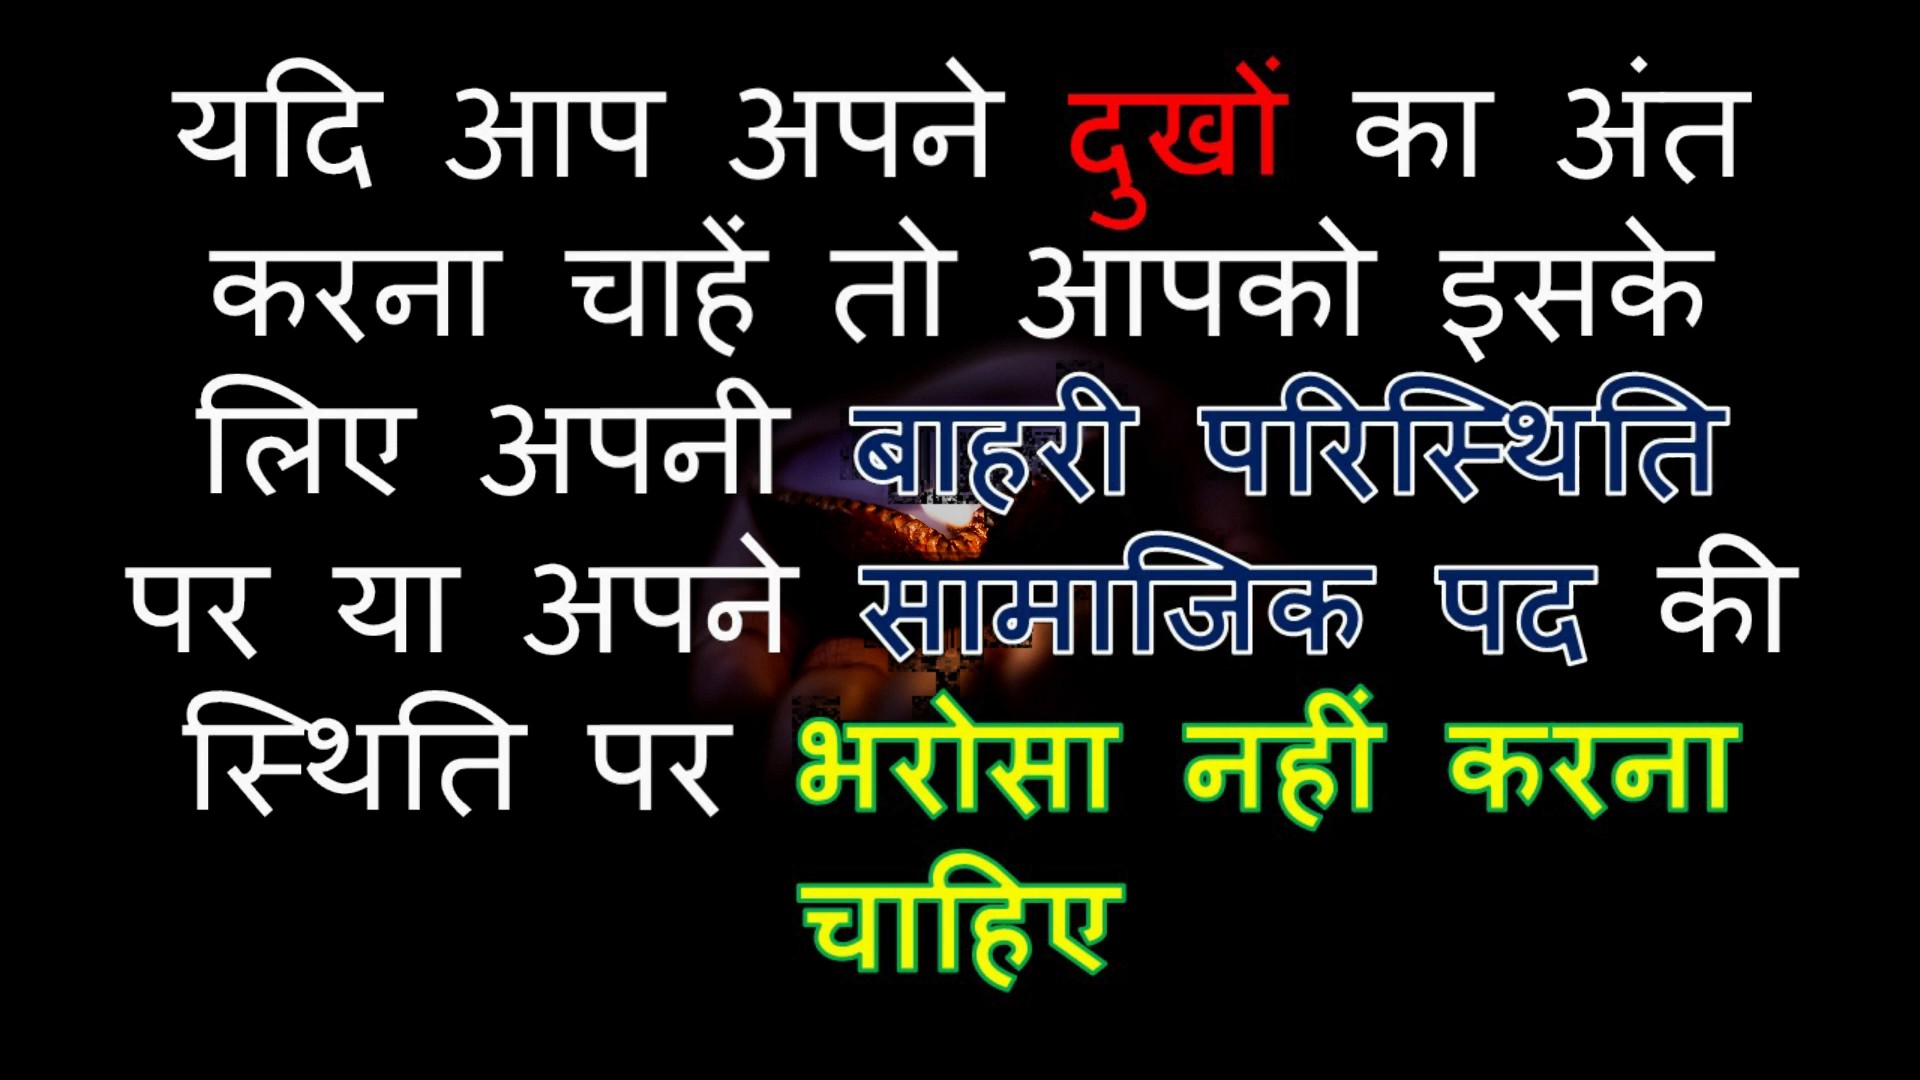 यदि आप अपने दुखों का अंत
करना चाहें तो आपको इसके
लिए अपनी बाहरी परिस्थिति
पर या अपने सामाजिक पद की
स्थिति पर भरोसा नहीं करना
चाहिए